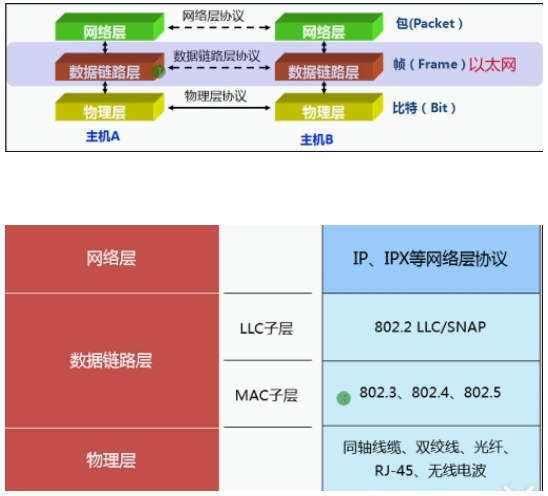 网络层 网络层协议 网络层 包(Packet)
数据链路层 数据链路层协议 数据链路层 帧(Frame)以太网
物理层 物理层协议 物理层 比特(Bit)
主机A 主机B
网络层 IP、IPX等网络层协议
数据链路层
LLC子层 802.2 LLC/SNAP
MAC子层 802.3、802.4、802.5
物理层 同轴线缆、双绞线、光纤、
RJ-45、无线电波